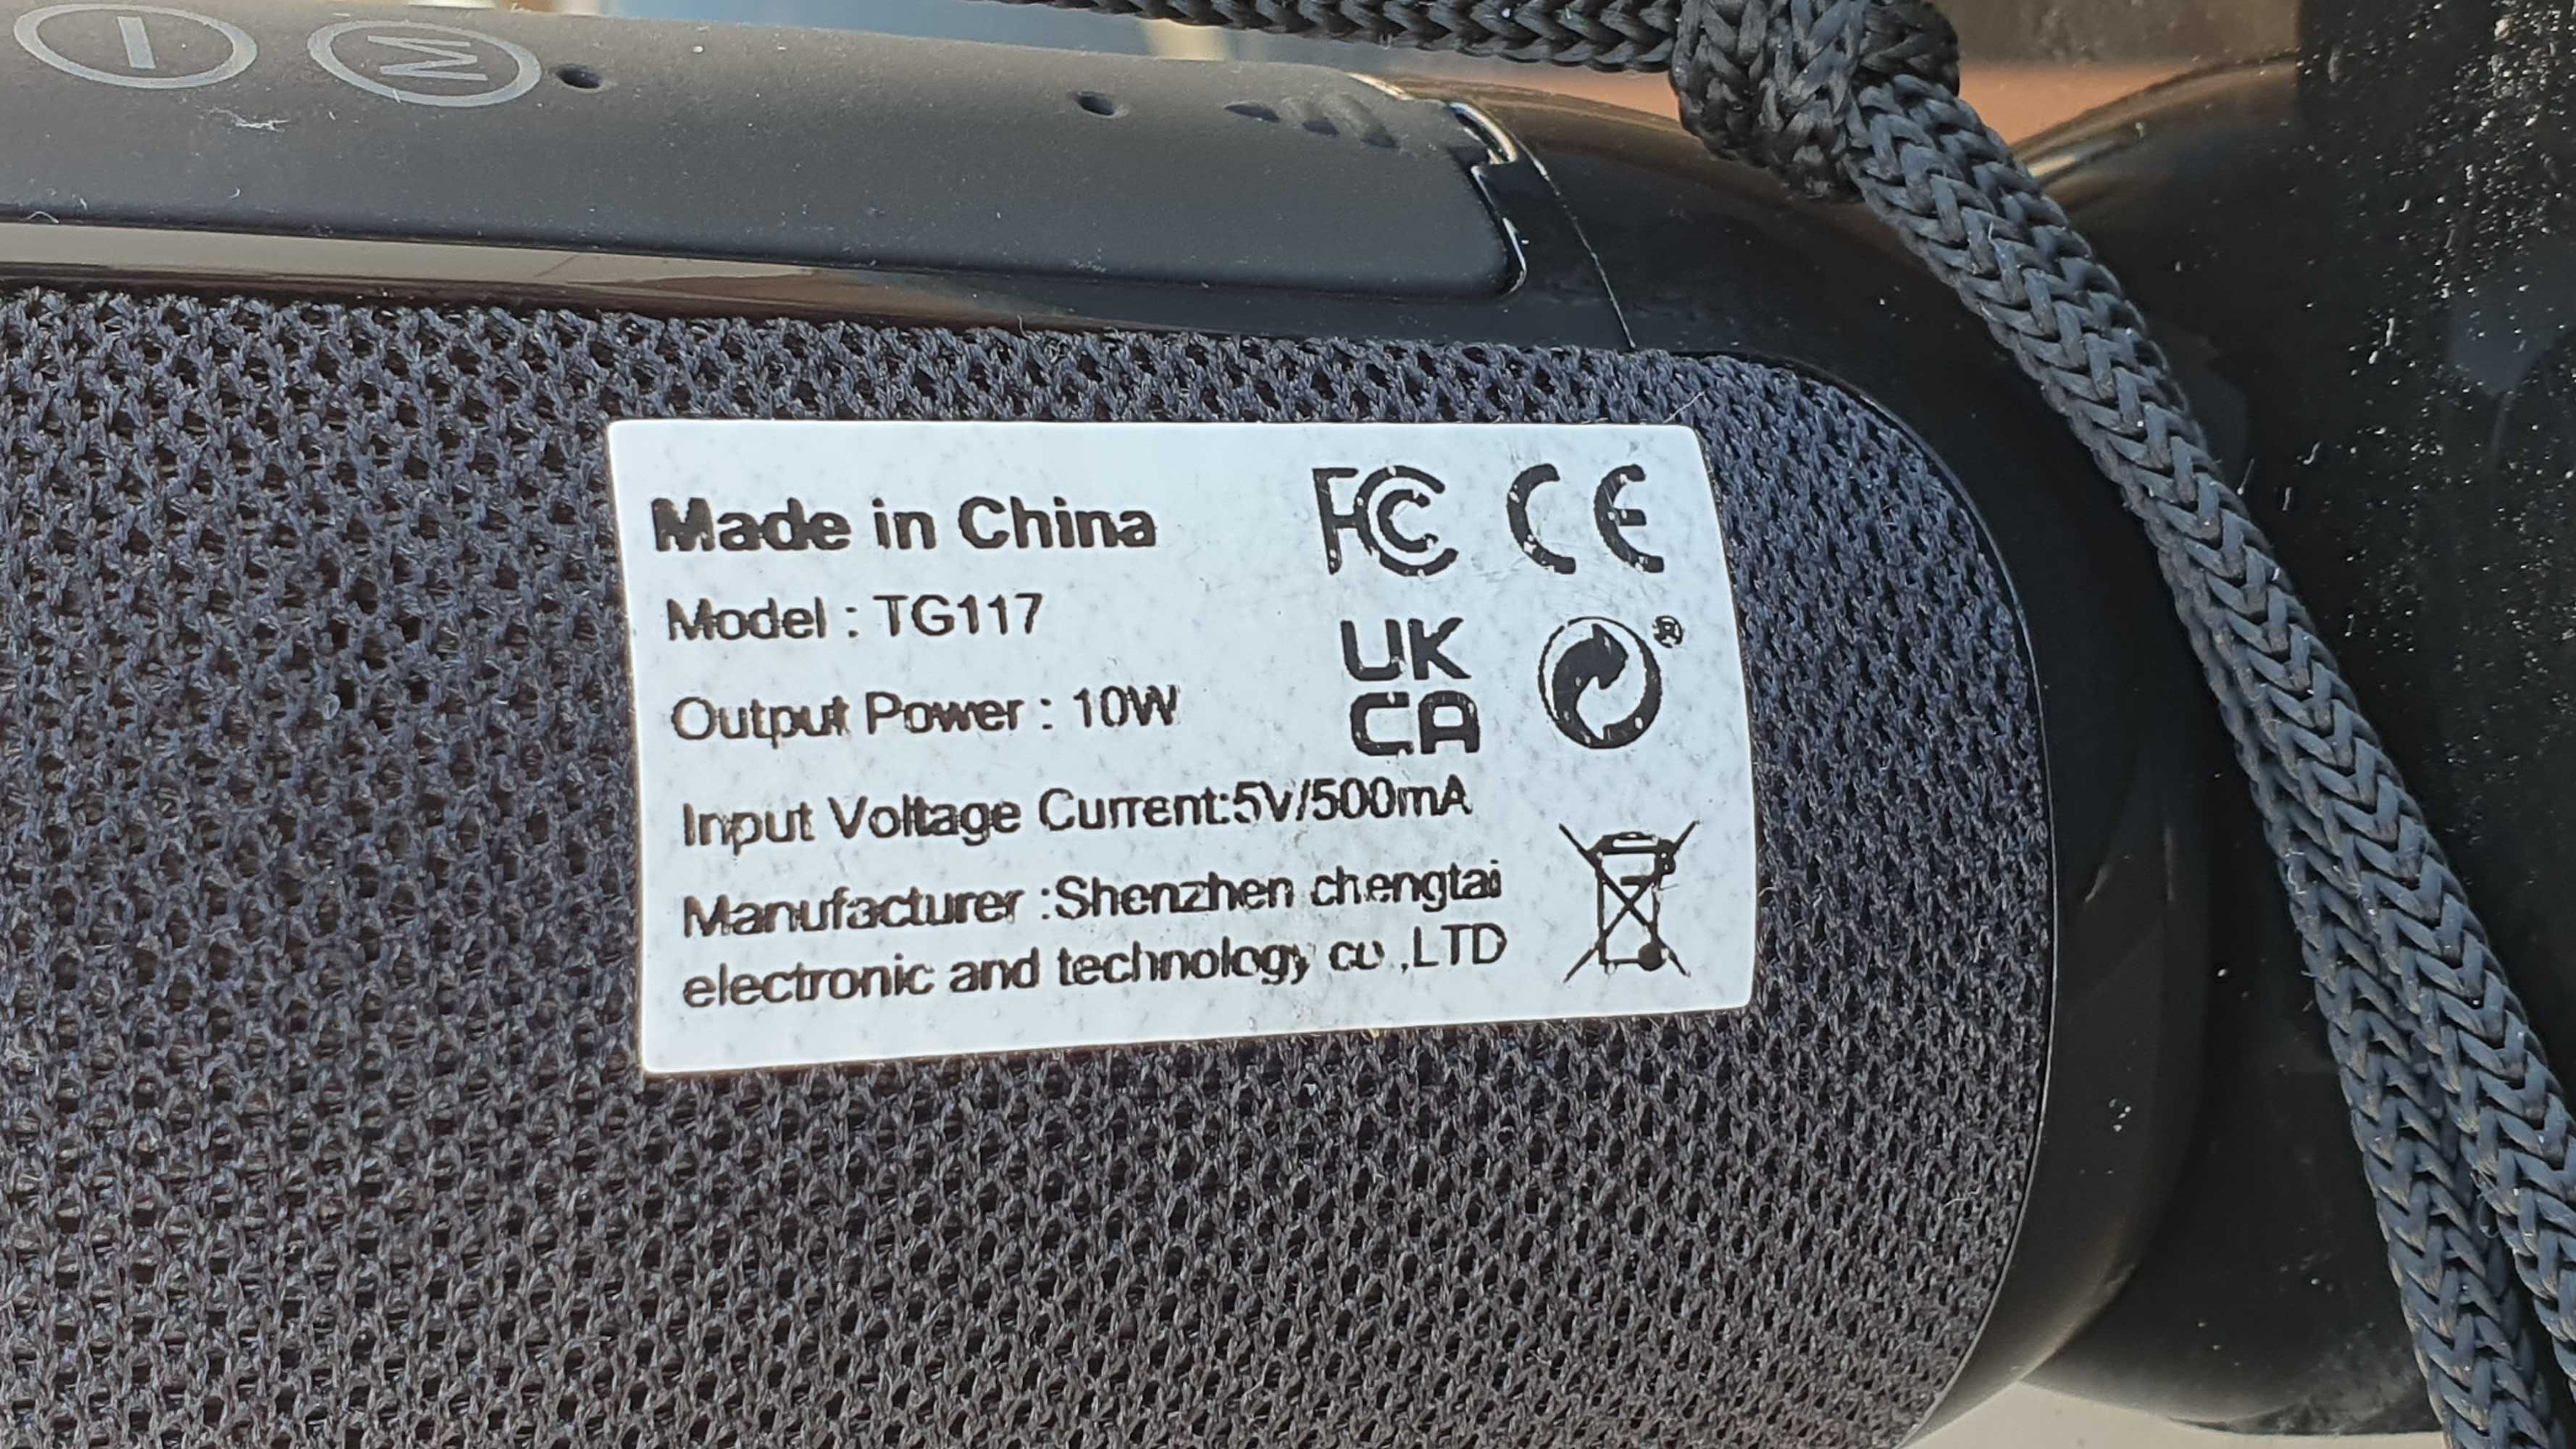 M
Made in China
FC CE
Model : TG117
UK
CA
®
Output Power : 10W
Input Voltage Current:5V/500mA
Manufacturer :Shenzhen chengtai
electronic and technology co .,LTD